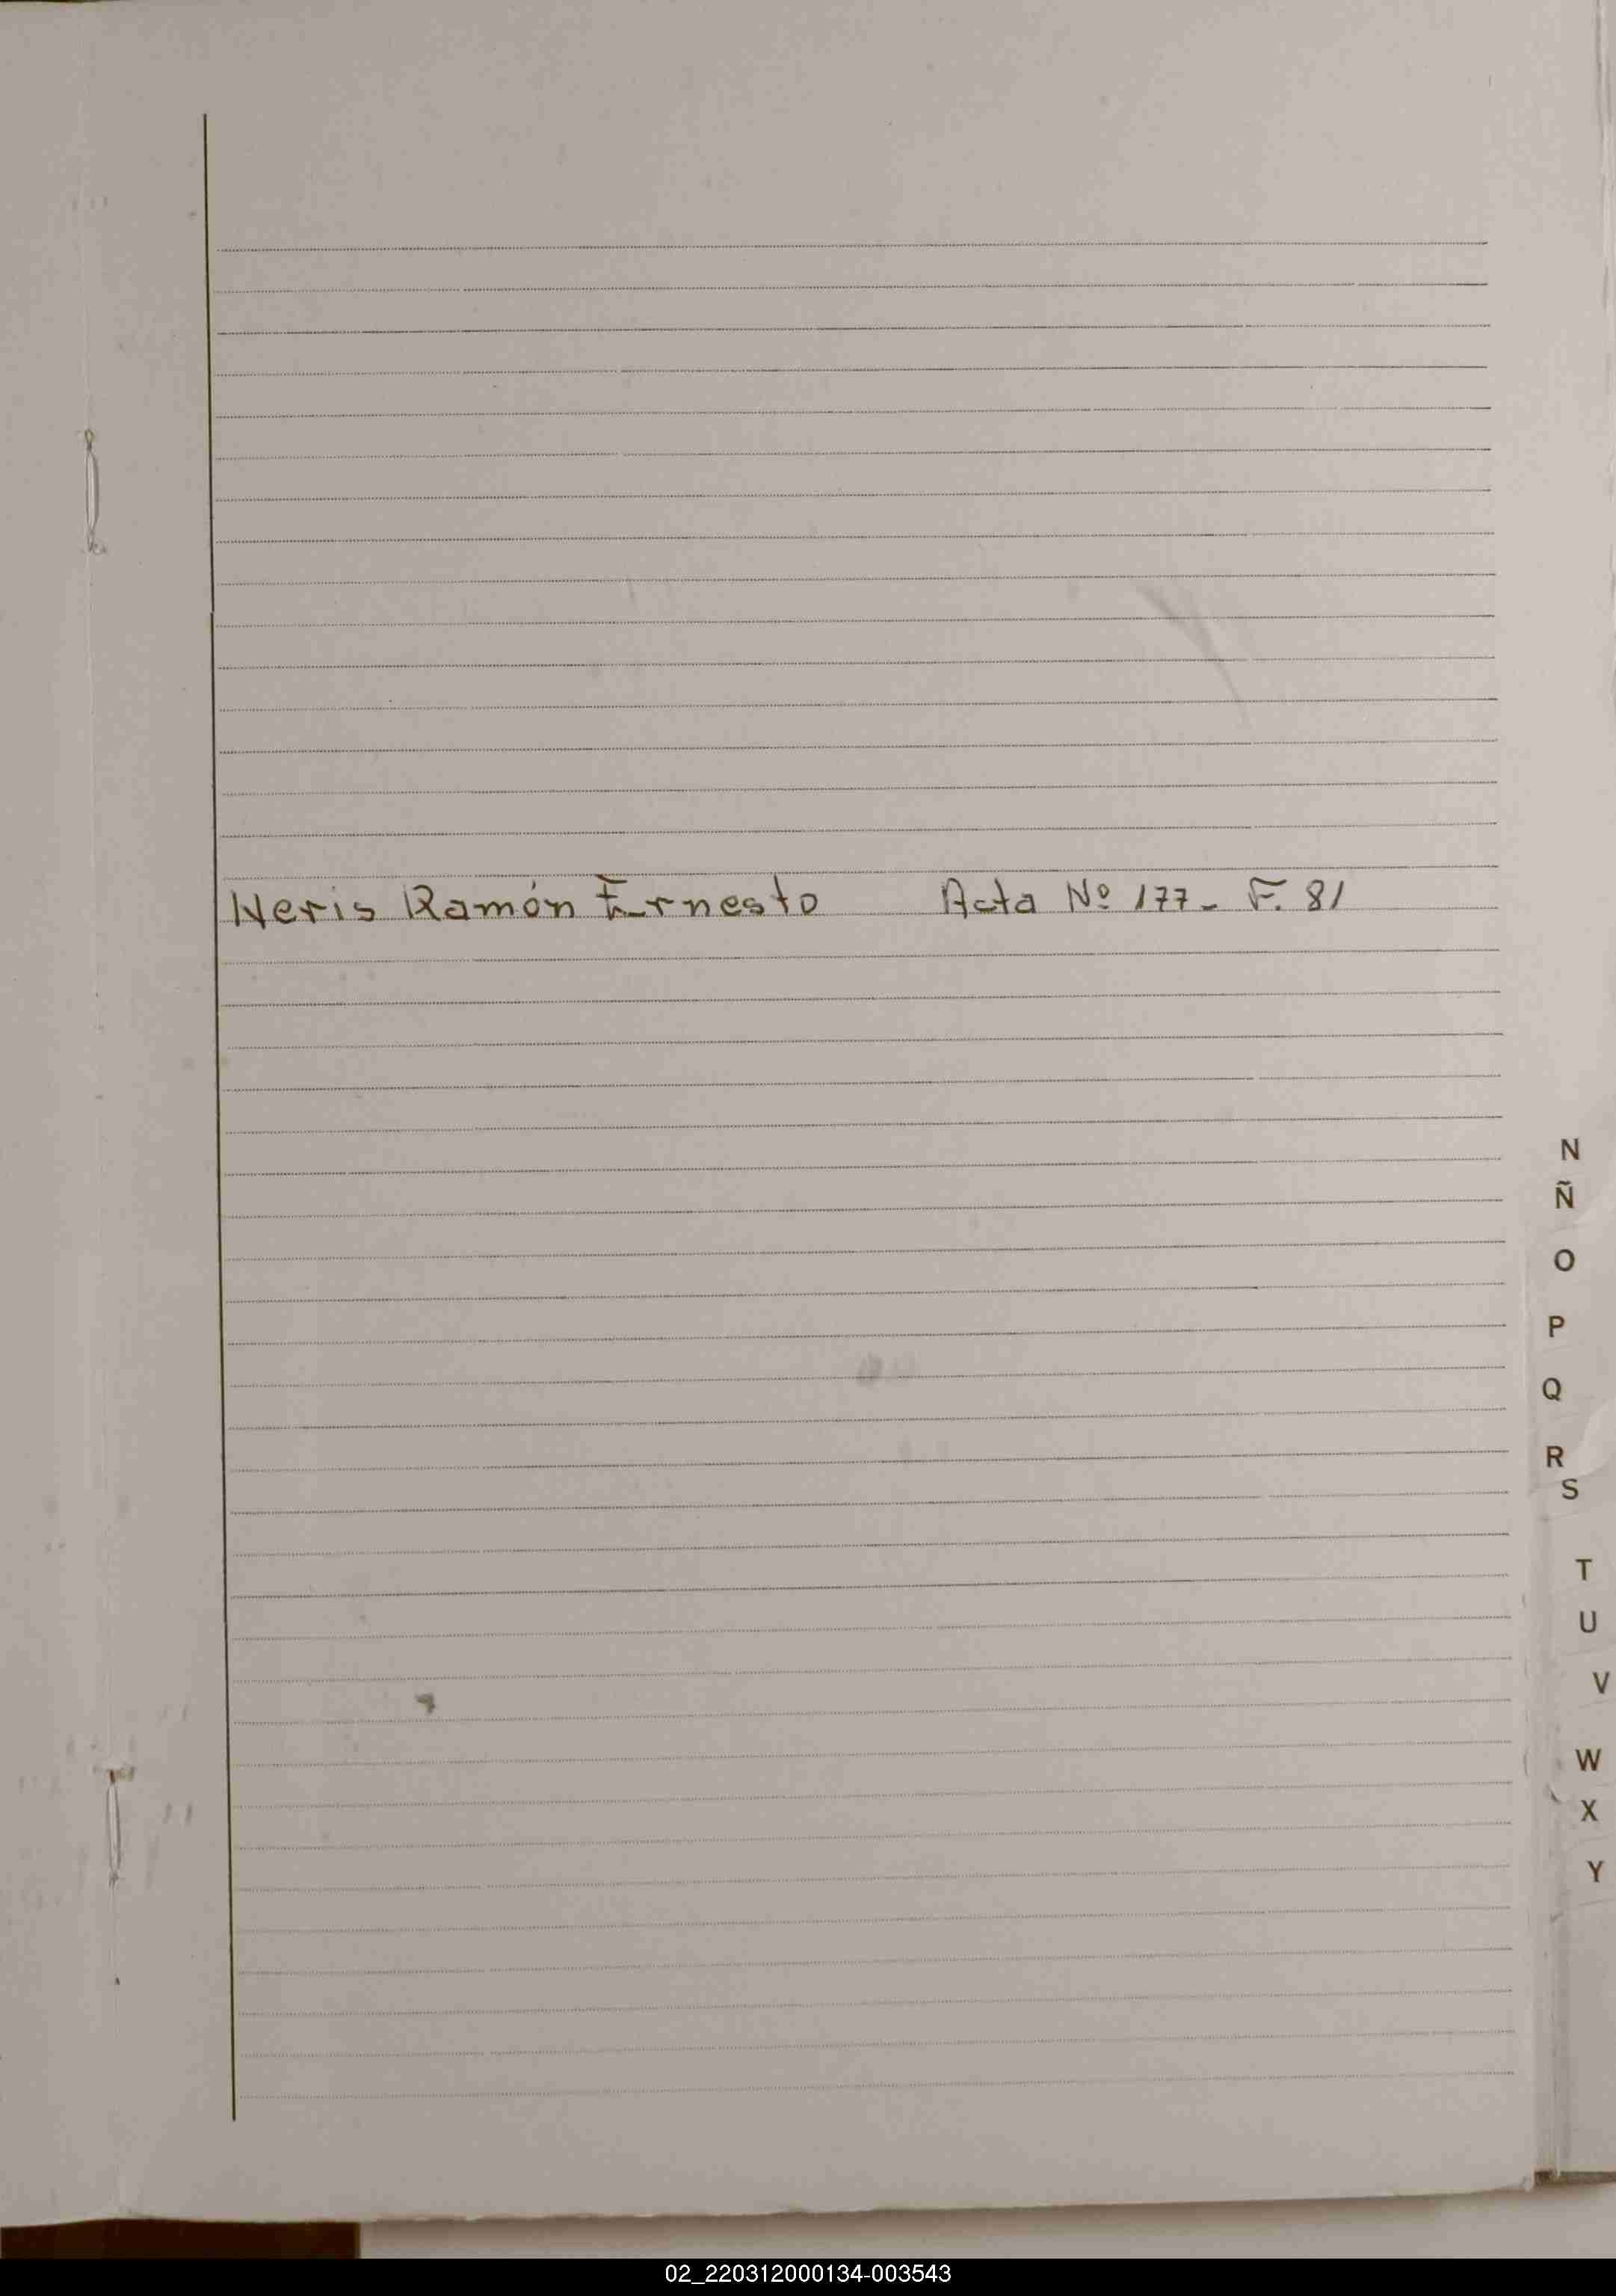 Neris Ramón Ernesto Acta Nº 177- F. 81
N
Ñ
O
P
Q
R
S
T
U
V
W
X
Y
02_220312000134-003543